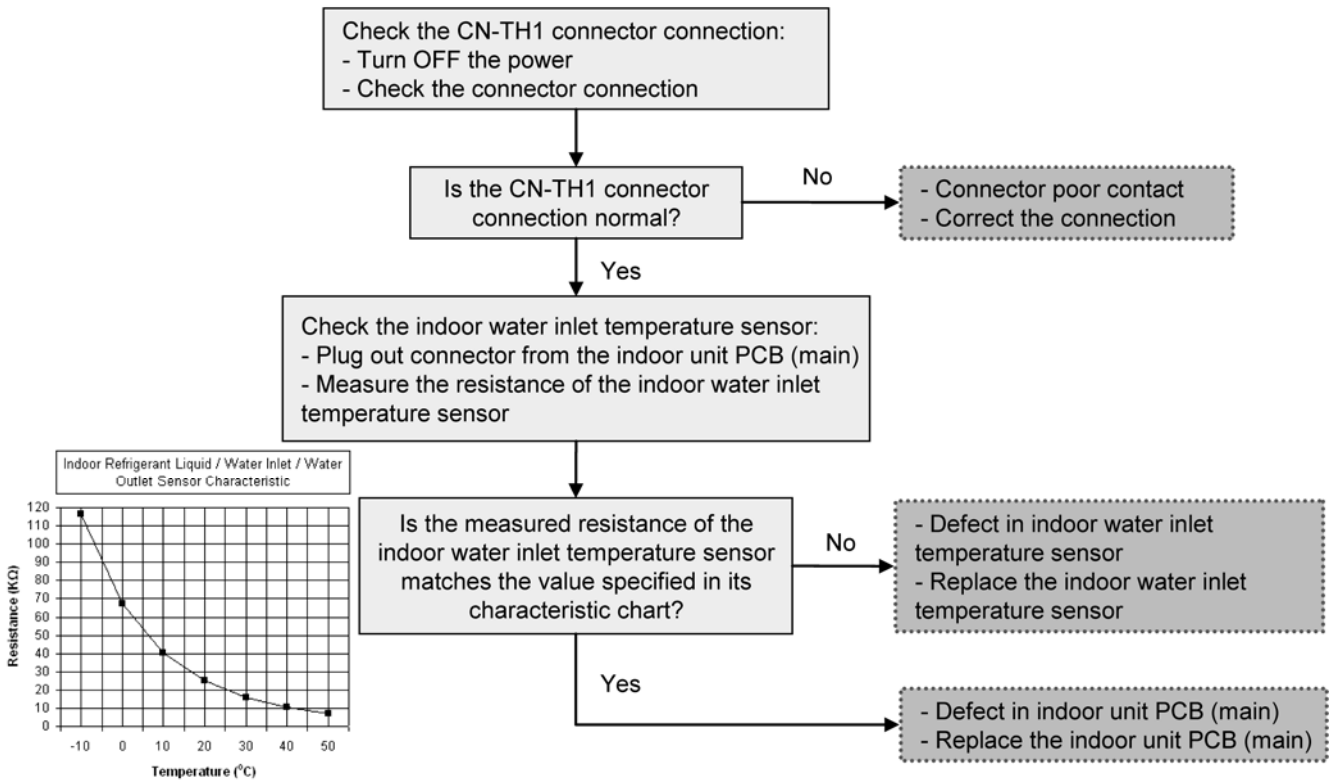 Check the CN-TH1 connector connection:
- Turn OFF the power
- Check the connector connection
Is the CN-TH1 connector
connection normal?
No
- Connector poor contact
- Correct the connection
Yes
Check the indoor water inlet temperature sensor:
- Plug out connector from the indoor unit PCB (main)
- Measure the resistance of the indoor water inlet
temperature sensor
Indoor Refrigerant Liquid / Water Inlet / Water
Outlet Sensor Characteristic
Resistance (KΩ)
120
110
100
90
80
70
60
50
40
30
20
10
0
-10 0 10 20 30 40 50
Temperature (⁰C)
Is the measured resistance of the
indoor water inlet temperature sensor
matches the value specified in its
characteristic chart?
No
- Defect in indoor water inlet
temperature sensor
- Replace the indoor water inlet
temperature sensor
Yes
- Defect in indoor unit PCB (main)
- Replace the indoor unit PCB (main)